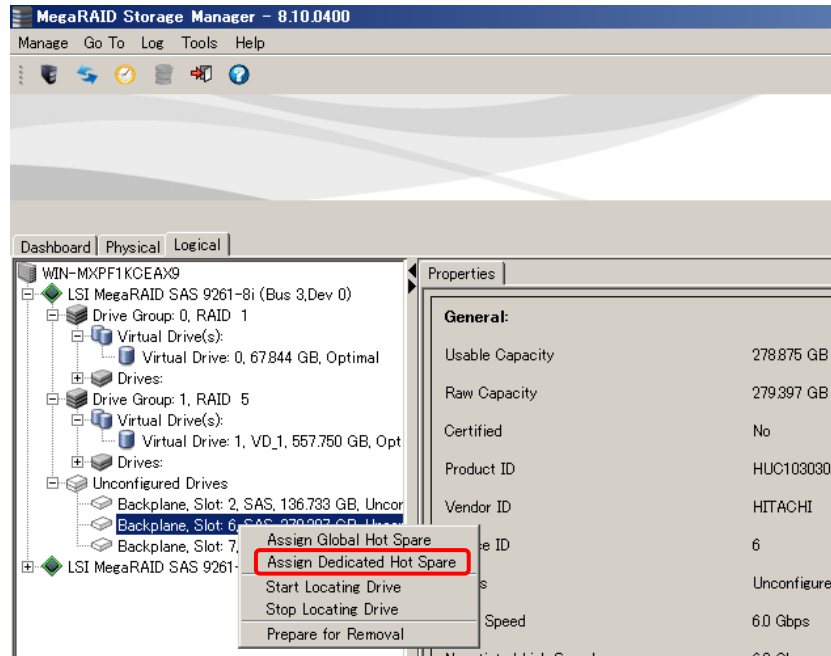 MegaRAID Storage Manager - 8.10.0400
Manage Go To Log Tools Help
Dashboard Physical Logical
WIN-MXPF1KCEAX9
LSI MegaRAID SAS 9261-8i (Bus 3,Dev 0)
Drive Group: 0, RAID 1
Virtual Drive(s):
Virtual Drive: 0, 67.844 GB, Optimal
Drives:
Drive Group: 1, RAID 5
Virtual Drive(s):
Virtual Drive: 1, VD_1, 557.750 GB, Opt
Drives:
Unconfigured Drives
Backplane, Slot: 2, SAS, 136.733 GB, Uncor
Backplane, Slot: 6, SAS, 279.397 GB, Uncor
Backplane, Slot: 7,
LSI MegaRAID SAS 9261-
Assign Global Hot Spare
Assign Dedicated Hot Spare
Start Locating Drive
Stop Locating Drive
Prepare for Removal
Properties
General:
Usable Capacity 278.875 GB
Raw Capacity 279.397 GB
Certified No
Product ID HUC103030
Vendor ID HITACHI
e ID 6
s Unconfigure
Speed 6.0 Gbps